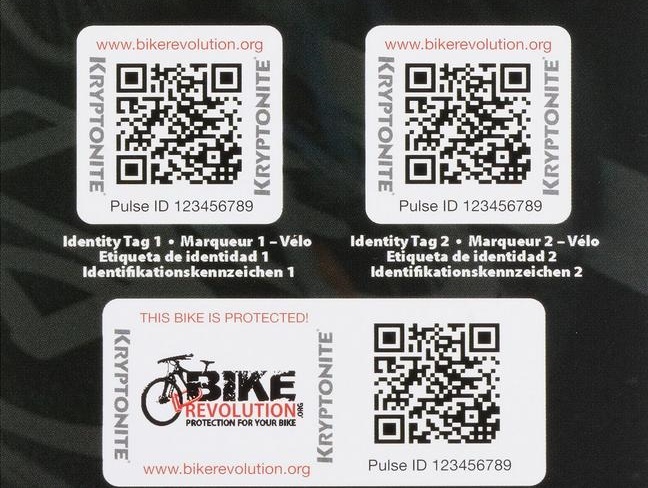 www.bikerevolution.org
KRYPTONITE
KRYPTONITE
Pulse ID 123456789
Identity Tag 1 • Marqueur 1 – Vélo
Etiqueta de identidad 1
Identifikationskennzeichen 1
www.bikerevolution.org
KRYPTONITE
KRYPTONITE
Pulse ID 123456789
Identity Tag 2 • Marqueur 2 – Vélo
Etiqueta de identidad 2
Identifikationskennzeichen 2
THIS BIKE IS PROTECTED!
KRYPTONITE
BIKE
REVOLUTION.ORG
PROTECTION FOR YOUR BIKE
www.bikerevolution.org
KRYPTONITE
Pulse ID 123456789